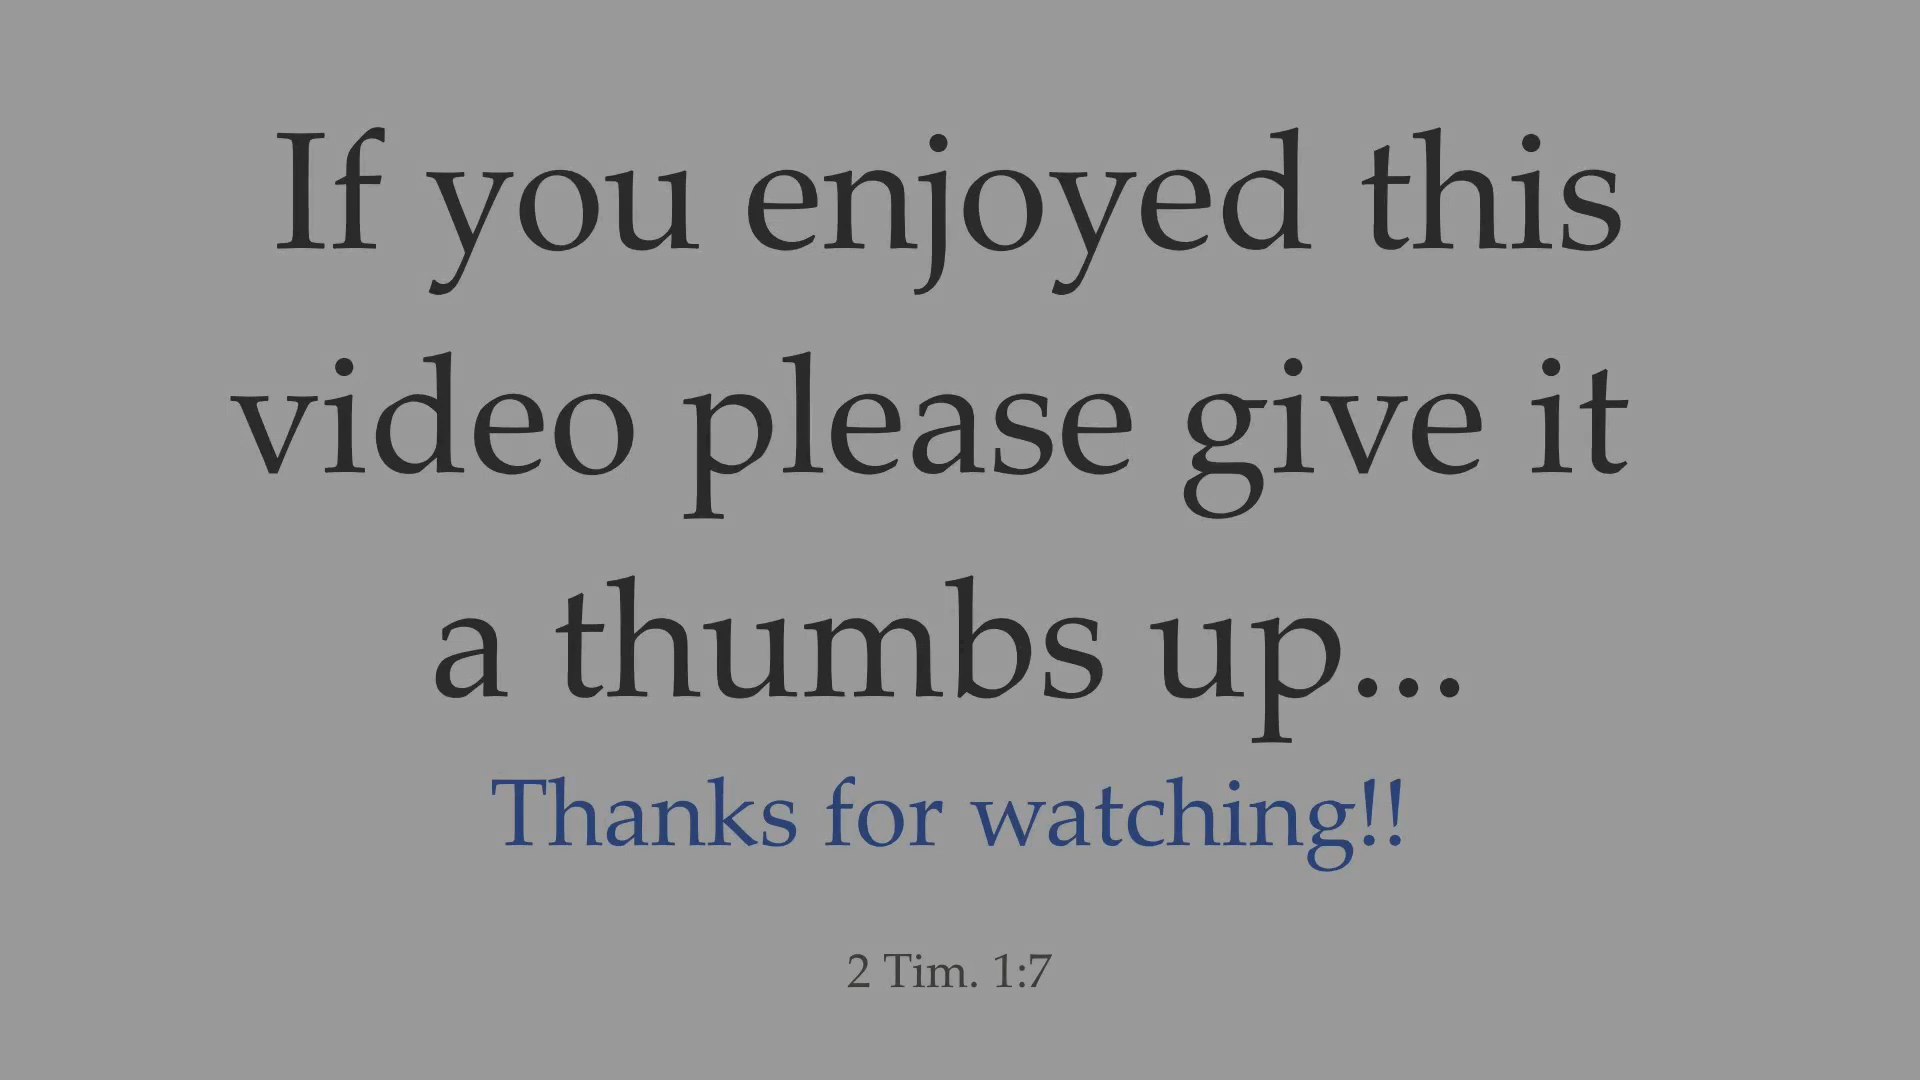 If you enjoyed this
video please give it
a thumbs up...
Thanks for watching!!
2 Tim. 1:7